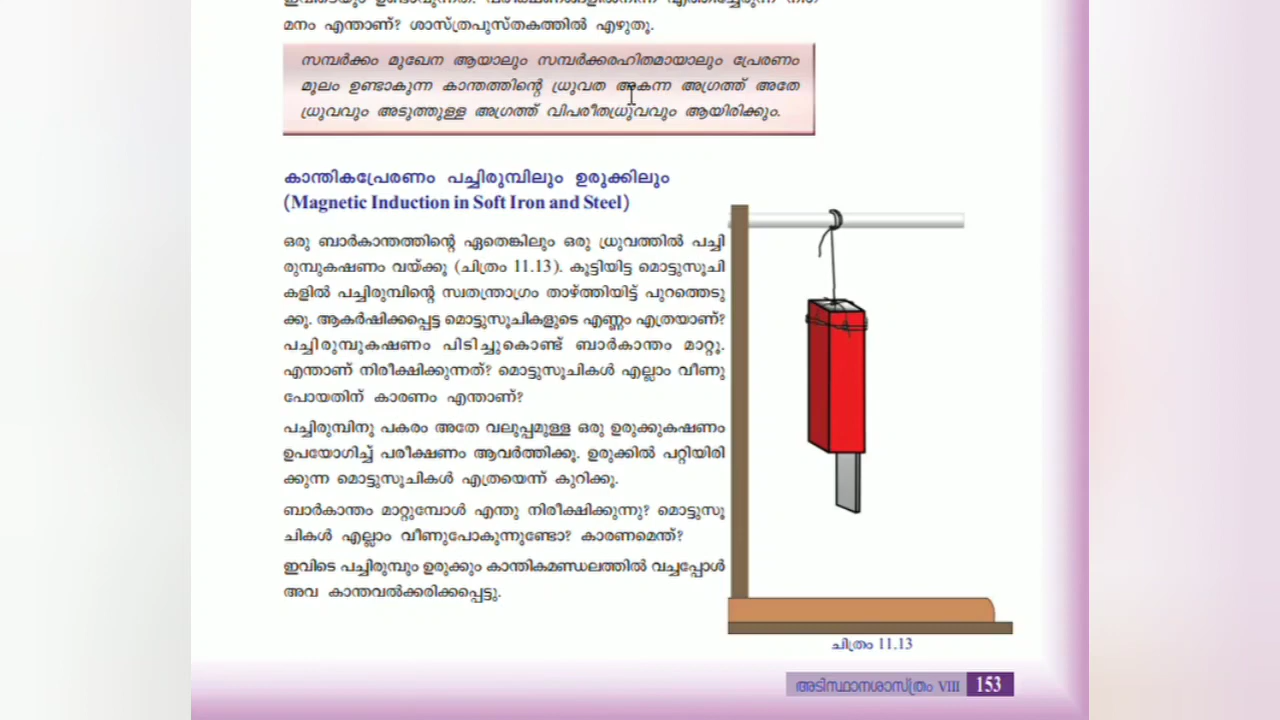 മനം എന്താണ്? ശാസ്ത്രപുസ്തകത്തിൽ എഴുതൂ.
സമ്പർക്കം മുഖേന ആയാലും സമ്പർക്കരഹിതമായാലും പ്രേരണം
മൂലം ഉണ്ടാകുന്ന കാന്തത്തിന്റെ ധ്രുവത അകന്ന അഗ്രത്ത് അതേ
ധ്രുവവും അടുത്തുള്ള അഗ്രത്ത് വിപരീതധ്രുവവും ആയിരിക്കും.
കാന്തികപ്രേരണം പച്ചിരുമ്പിലും ഉരുക്കിലും
(Magnetic Induction in Soft Iron and Steel)
ഒരു ബാർകാന്തത്തിന്റെ ഏതെങ്കിലും ഒരു ധ്രുവത്തിൽ പച്ചി
രുമ്പുകഷണം വയ്ക്കൂ (ചിത്രം 11.13). കൂട്ടിയിട്ട മൊട്ടുസൂചി
കളിൽ പച്ചിരുമ്പിന്റെ സ്വതന്ത്രാഗ്രം താഴ്ത്തിയിട്ട് പുറത്തെടു
ക്കൂ. ആകർഷിക്കപ്പെട്ട മൊട്ടുസൂചികളുടെ എണ്ണം എത്രയാണ്?
പച്ചിരുമ്പുകഷണം പിടിച്ചുകൊണ്ട് ബാർകാന്തം മാറ്റൂ.
എന്താണ് നിരീക്ഷിക്കുന്നത്? മൊട്ടുസൂചികൾ എല്ലാം വീണു
പോയതിന് കാരണം എന്താണ്?
പച്ചിരുമ്പിനു പകരം അതേ വലുപ്പമുള്ള ഒരു ഉരുക്കുകഷണം
ഉപയോഗിച്ച് പരീക്ഷണം ആവർത്തിക്കൂ. ഉരുക്കിൽ പറ്റിയിരി
ക്കുന്ന മൊട്ടുസൂചികൾ എത്രയെന്ന് കുറിക്കൂ.
ബാർകാന്തം മാറ്റുമ്പോൾ എന്തു നിരീക്ഷിക്കുന്നു? മൊട്ടുസൂ
ചികൾ എല്ലാം വീണുപോകുന്നുണ്ടോ? കാരണമെന്ത്?
ഇവിടെ പച്ചിരുമ്പും ഉരുക്കും കാന്തികമണ്ഡലത്തിൽ വച്ചപ്പോൾ
അവ കാന്തവൽക്കരിക്കപ്പെട്ടു.
ചിത്രം 11.13
അടിസ്ഥാനശാസ്ത്രം VIII 153